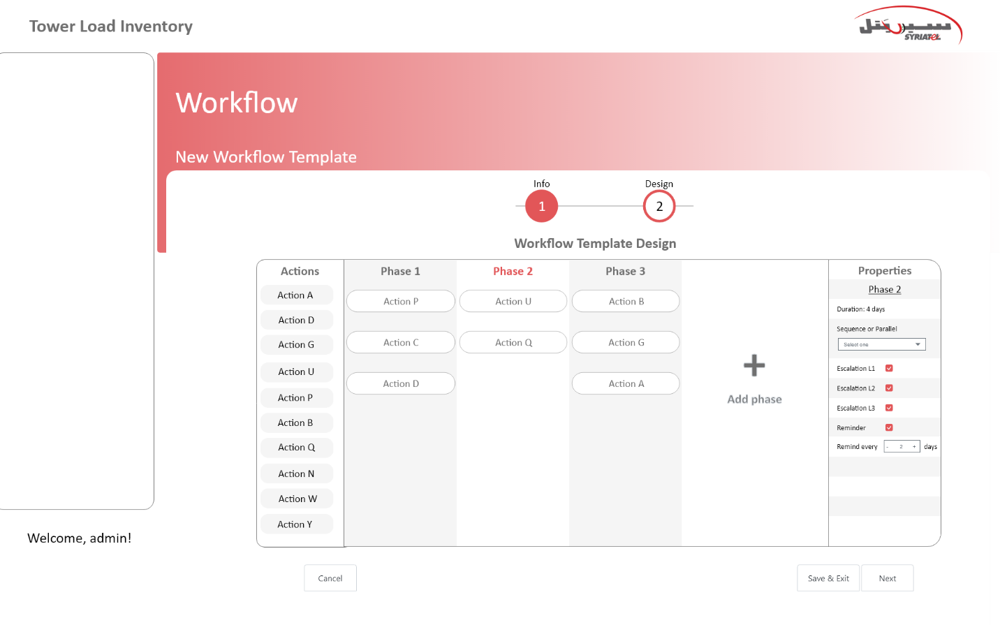 Tower Load Inventory
سيريتل
SYRIATEL
Workflow
New Workflow Template
Info
Design
1
2
Workflow Template Design
Actions
Action A
Action D
Action G
Action U
Action P
Action B
Action Q
Action N
Action W
Action Y
Phase 1
Action P
Action C
Action D
Phase 2
Action U
Action Q
Phase 3
Action B
Action G
Action A
+
Add phase
Properties
Phase 2
Duration: 4 days
Sequence or Parallel
Select one
Escalation L1
Escalation L2
Escalation L3
Reminder
Remind every - 2 + days
Welcome, admin!
Cancel
Save & Exit
Next